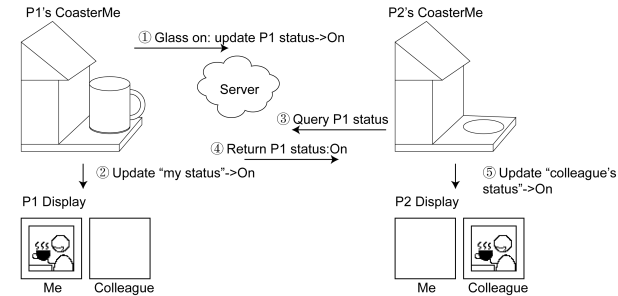 P1's CoasterMe
P2's CoasterMe
① Glass on: update P1 status->On
Server
③ Query P1 status
④ Return P1 status:On
② Update “my status”->On
⑤ Update “colleague's
status”->On
P1 Display
P2 Display
Me
Colleague
Me
Colleague